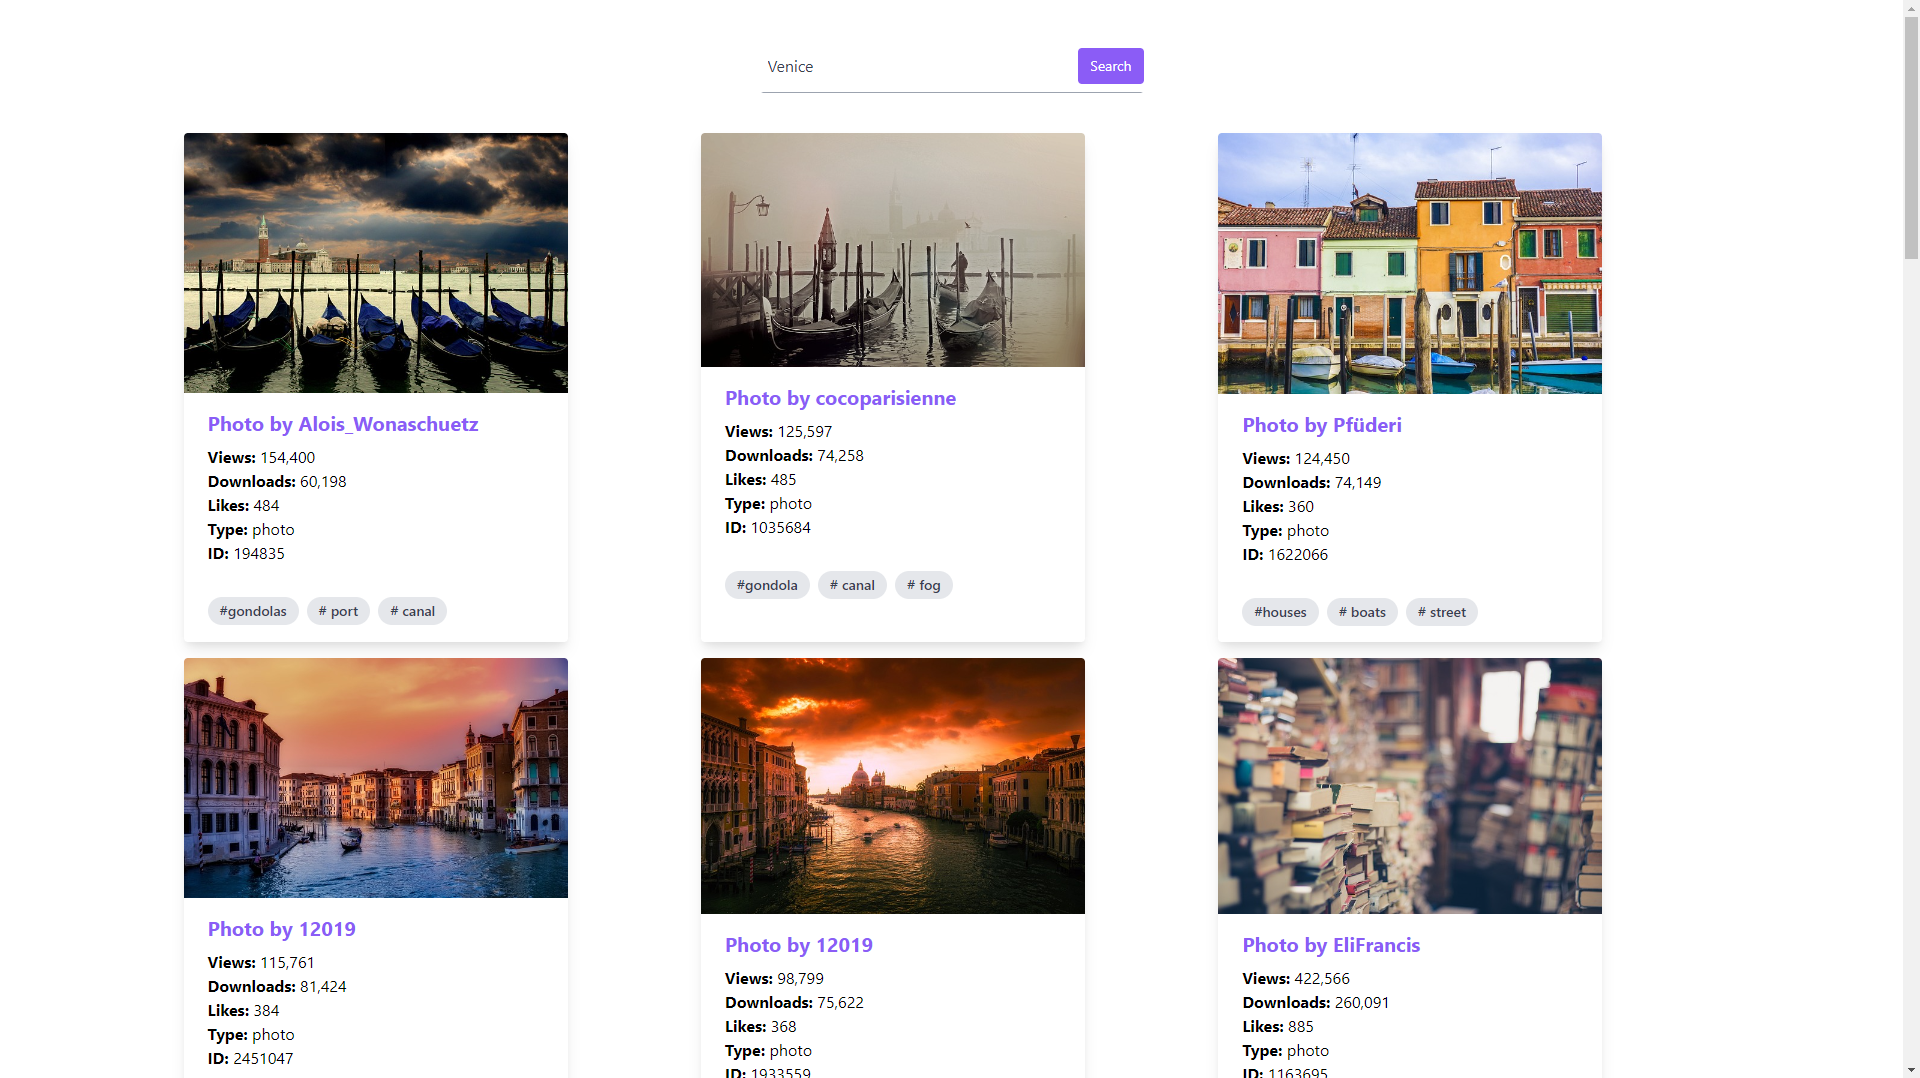 Venice
Search
Photo by Alois_Wonaschuetz
Views: 154,400
Downloads: 60,198
Likes: 484
Type: photo
ID: 194835
#gondolas # port # canal
Photo by cocoparisienne
Views: 125,597
Downloads: 74,258
Likes: 485
Type: photo
ID: 1035684
#gondola # canal # fog
Photo by Pfüderi
Views: 124,450
Downloads: 74,149
Likes: 360
Type: photo
ID: 1622066
#houses # boats # street
Photo by 12019
Views: 115,761
Downloads: 81,424
Likes: 384
Type: photo
ID: 2451047
Photo by 12019
Views: 98,799
Downloads: 75,622
Likes: 368
Type: photo
ID: 1933559
Photo by EliFrancis
Views: 422,566
Downloads: 260,091
Likes: 885
Type: photo
ID: 1163695